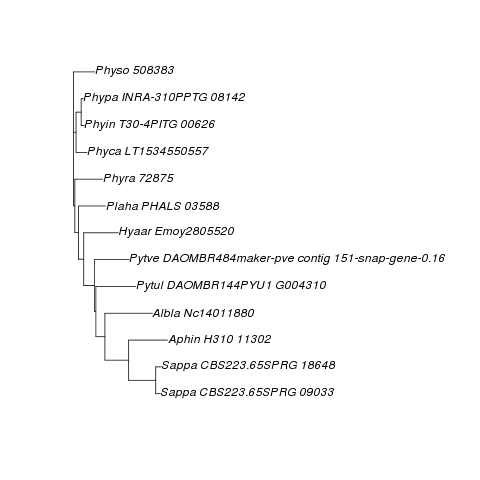 Physo 508383
Phypa INRA-310PPTG 08142
Phyin T30-4PITG 00626
Phyca LT1534550557
Phyra 72875
Plaha PHALS 03588
Hyaar Emoy2805520
Pytve DAOMBR484maker-pve contig 151-snap-gene-0.16
Pytul DAOMBR144PYU1 G004310
Albla Nc14011880
Aphin H310 11302
Sappa CBS223.65SPRG 18648
Sappa CBS223.65SPRG 09033